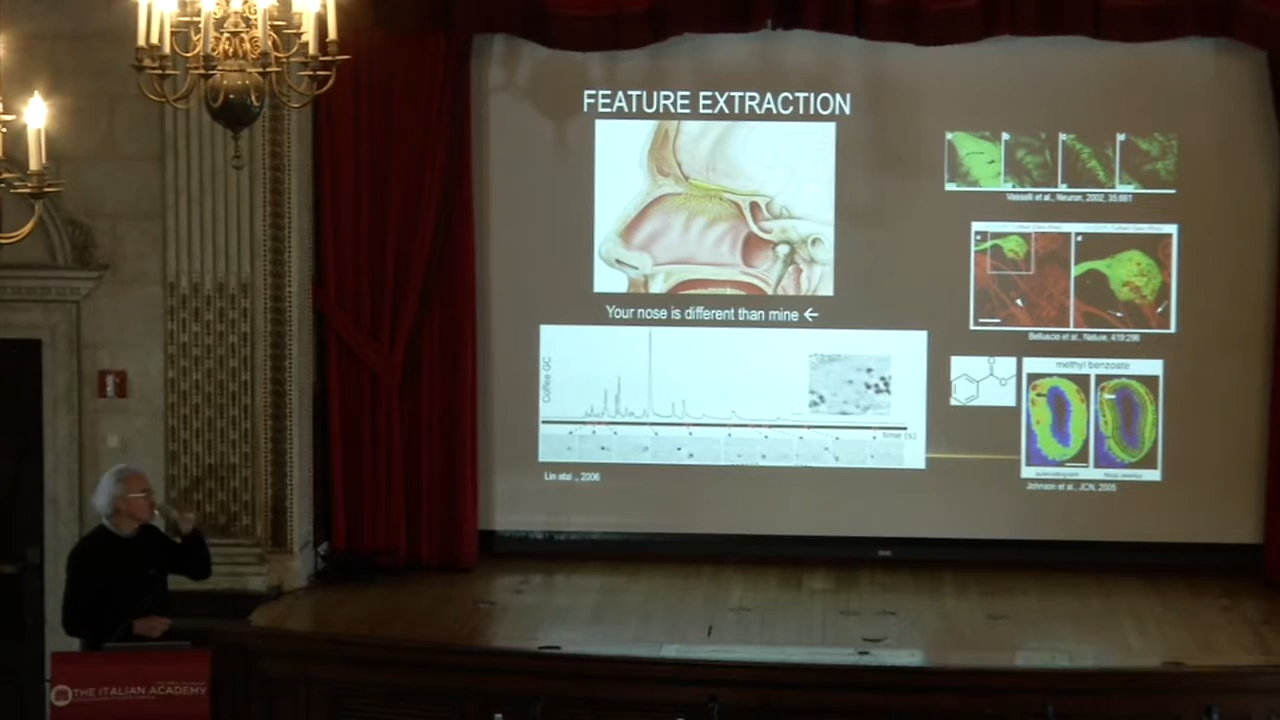 FEATURE EXTRACTION
a b c d
Vassalli et al., Neuron, 2002, 35:681
Belluscio et al., Nature, 419:296
Your nose is different than mine ←
Coffee GC
time (s)
Lin et al., 2006
methyl benzoate
Johnson et al., JCN, 2005
THE ITALIAN ACADEMY